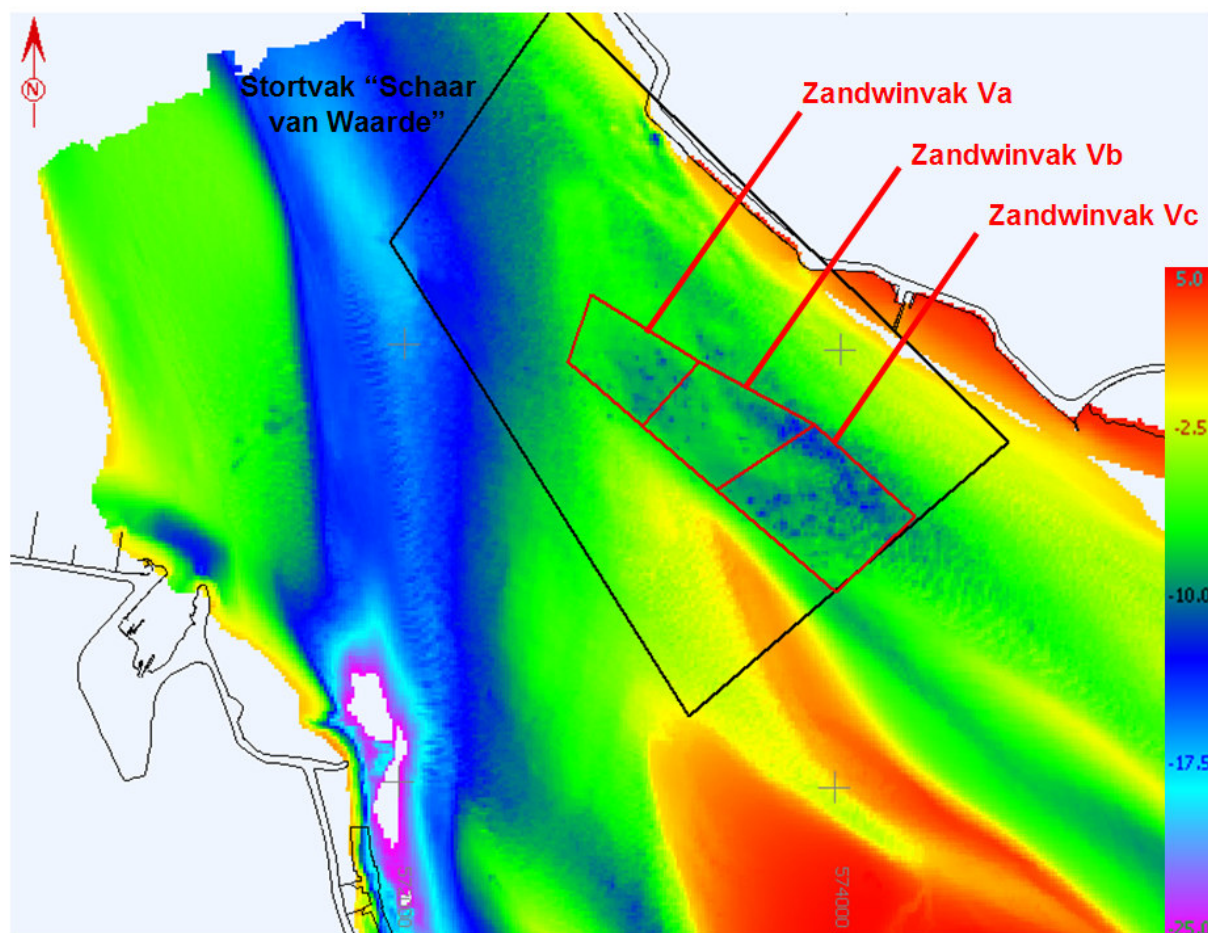 N
Stortvak “Schaar
van Waarde”
Zandwinvak Va
Zandwinvak Vb
Zandwinvak Vc
5.0
-2.5
-10.0
-17.5
574000